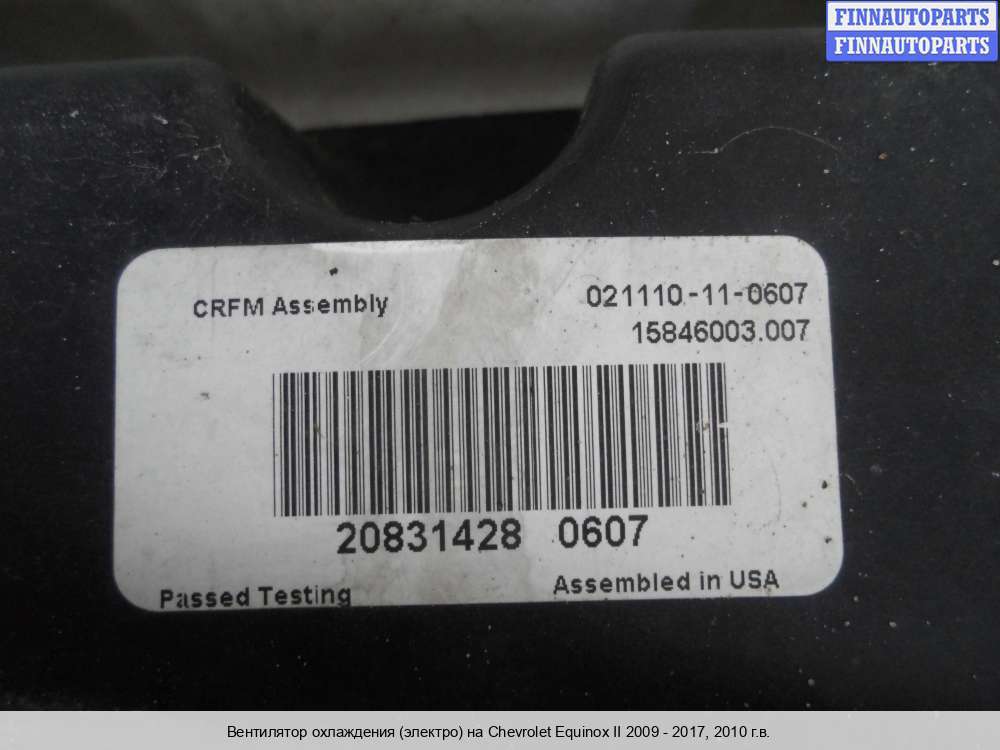 FINNAUTOPARTS
FINNAUTOPARTS
CRFM Assembly
021110-11-0607
15846003.007
20831428 0607
Passed Testing
Assembled in USA
Вентилятор охлаждения (электро) на Chevrolet Equinox II 2009 - 2017, 2010 г.в.